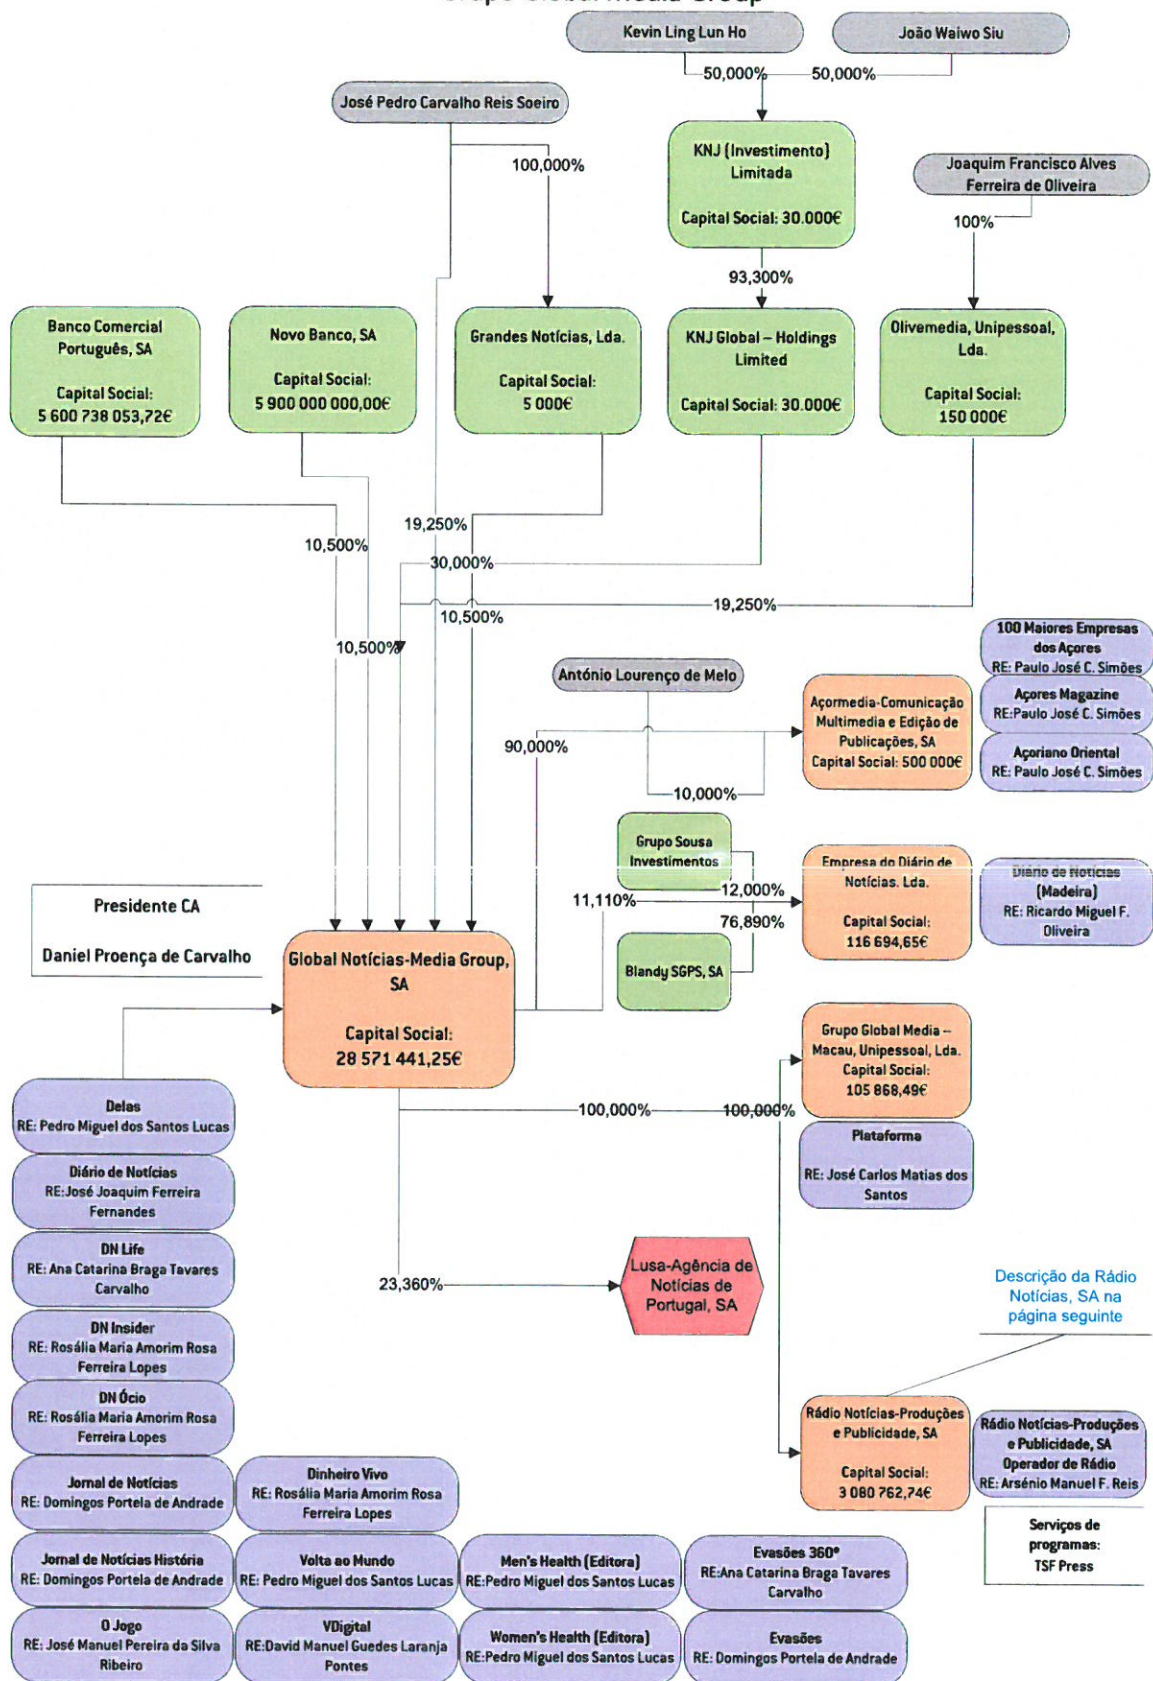 Grupo Global Media Group
Kevin Ling Lun Ho
João Waiwo Siu
50,000%
50,000%
José Pedro Carvalho Reis Soeiro
100,000%
KNJ (Investimento)
Limitada
Capital Social: 30.000€
Joaquim Francisco Alves
Ferreira de Oliveira
100%
93,300%
Banco Comercial
Português, SA
Capital Social:
5 600 738 053,72€
Novo Banco, SA
Capital Social:
5 900 000 000,00€
Grandes Notícias, Lda.
Capital Social:
5 000€
KNJ Global – Holdings
Limited
Capital Social: 30.000€
Olivemedia, Unipessoal,
Lda.
Capital Social:
150 000€
10,500%
19,250%
30,000%
19,250%
10,500%
10,500%
António Lourenço de Melo
90,000%
10,000%
Açormedia-Comunicação
Multimedia e Edição de
Publicações, SA
Capital Social: 500 000€
100 Maiores Empresas
dos Açores
RE: Paulo José C. Simões
Açores Magazine
RE:Paulo José C. Simões
Açoriano Oriental
RE: Paulo José C. Simões
Grupo Sousa
Investimentos
12,000%
11,110%
76,890%
Blandy SGPS, SA
Empresa do Diário de
Notícias. Lda.
Capital Social:
116 694,65€
Diário de Notícias
(Madeira)
RE: Ricardo Miguel F.
Oliveira
Presidente CA
Daniel Proença de Carvalho
Global Notícias-Media Group,
SA
Capital Social:
28 571 441,25€
Grupo Global Media –
Macau, Unipessoal, Lda.
Capital Social:
105 868,49€
100,000%
100,000%
Plataforma
RE: José Carlos Matias dos
Santos
23,360%
Lusa-Agência de
Notícias de
Portugal, SA
Descrição da Rádio
Notícias, SA na
página seguinte
Rádio Notícias-Produções
e Publicidade, SA
Capital Social:
3 080 762,74€
Rádio Notícias-Produções
e Publicidade, SA
Operador de Rádio
RE: Arsénio Manuel F. Reis
Serviços de
programas:
TSF Press
Delas
RE: Pedro Miguel dos Santos Lucas
Diário de Notícias
RE:José Joaquim Ferreira
Fernandes
DN Life
RE: Ana Catarina Braga Tavares
Carvalho
DN Insider
RE: Rosália Maria Amorim Rosa
Ferreira Lopes
DN Ócio
RE: Rosália Maria Amorim Rosa
Ferreira Lopes
Jornal de Notícias
RE: Domingos Portela de Andrade
Dinheiro Vivo
RE: Rosália Maria Amorim Rosa
Ferreira Lopes
Jornal de Notícias História
RE: Domingos Portela de Andrade
Volta ao Mundo
RE: Pedro Miguel dos Santos Lucas
Men's Health (Editora)
RE:Pedro Miguel dos Santos Lucas
Evasões 360º
RE:Ana Catarina Braga Tavares
Carvalho
O Jogo
RE: José Manuel Pereira da Silva
Ribeiro
VDigital
RE:David Manuel Guedes Laranja
Pontes
Women's Health (Editora)
RE:Pedro Miguel dos Santos Lucas
Evasões
RE: Domingos Portela de Andrade